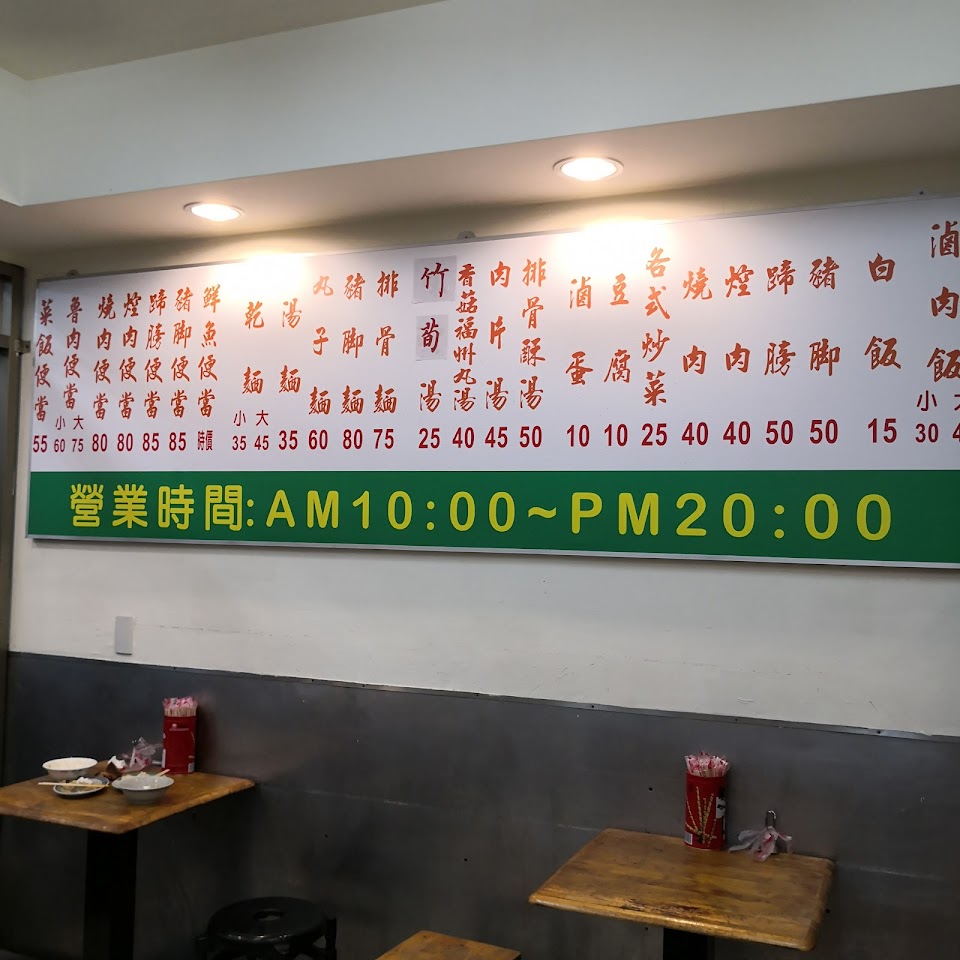 滷肉飯
小 30
白飯 15
豬腳 50
蹄膀 50
焢肉 40
燒肉 40
各式炒菜 25
豆腐 10
滷蛋 10
排骨酥湯 50
肉片湯 45
香菇福州丸湯 40
竹筍湯 25
排骨麵 75
豬腳麵 80
丸子麵 60
湯麵 35
乾麵 小 35 大 45
鮮魚便當 時價
豬腳便當 85
蹄膀便當 85
焢肉便當 80
燒肉便當 80
魯肉便當 小 60 大 75
菜飯便當 55
營業時間:AM10:00~PM20:00